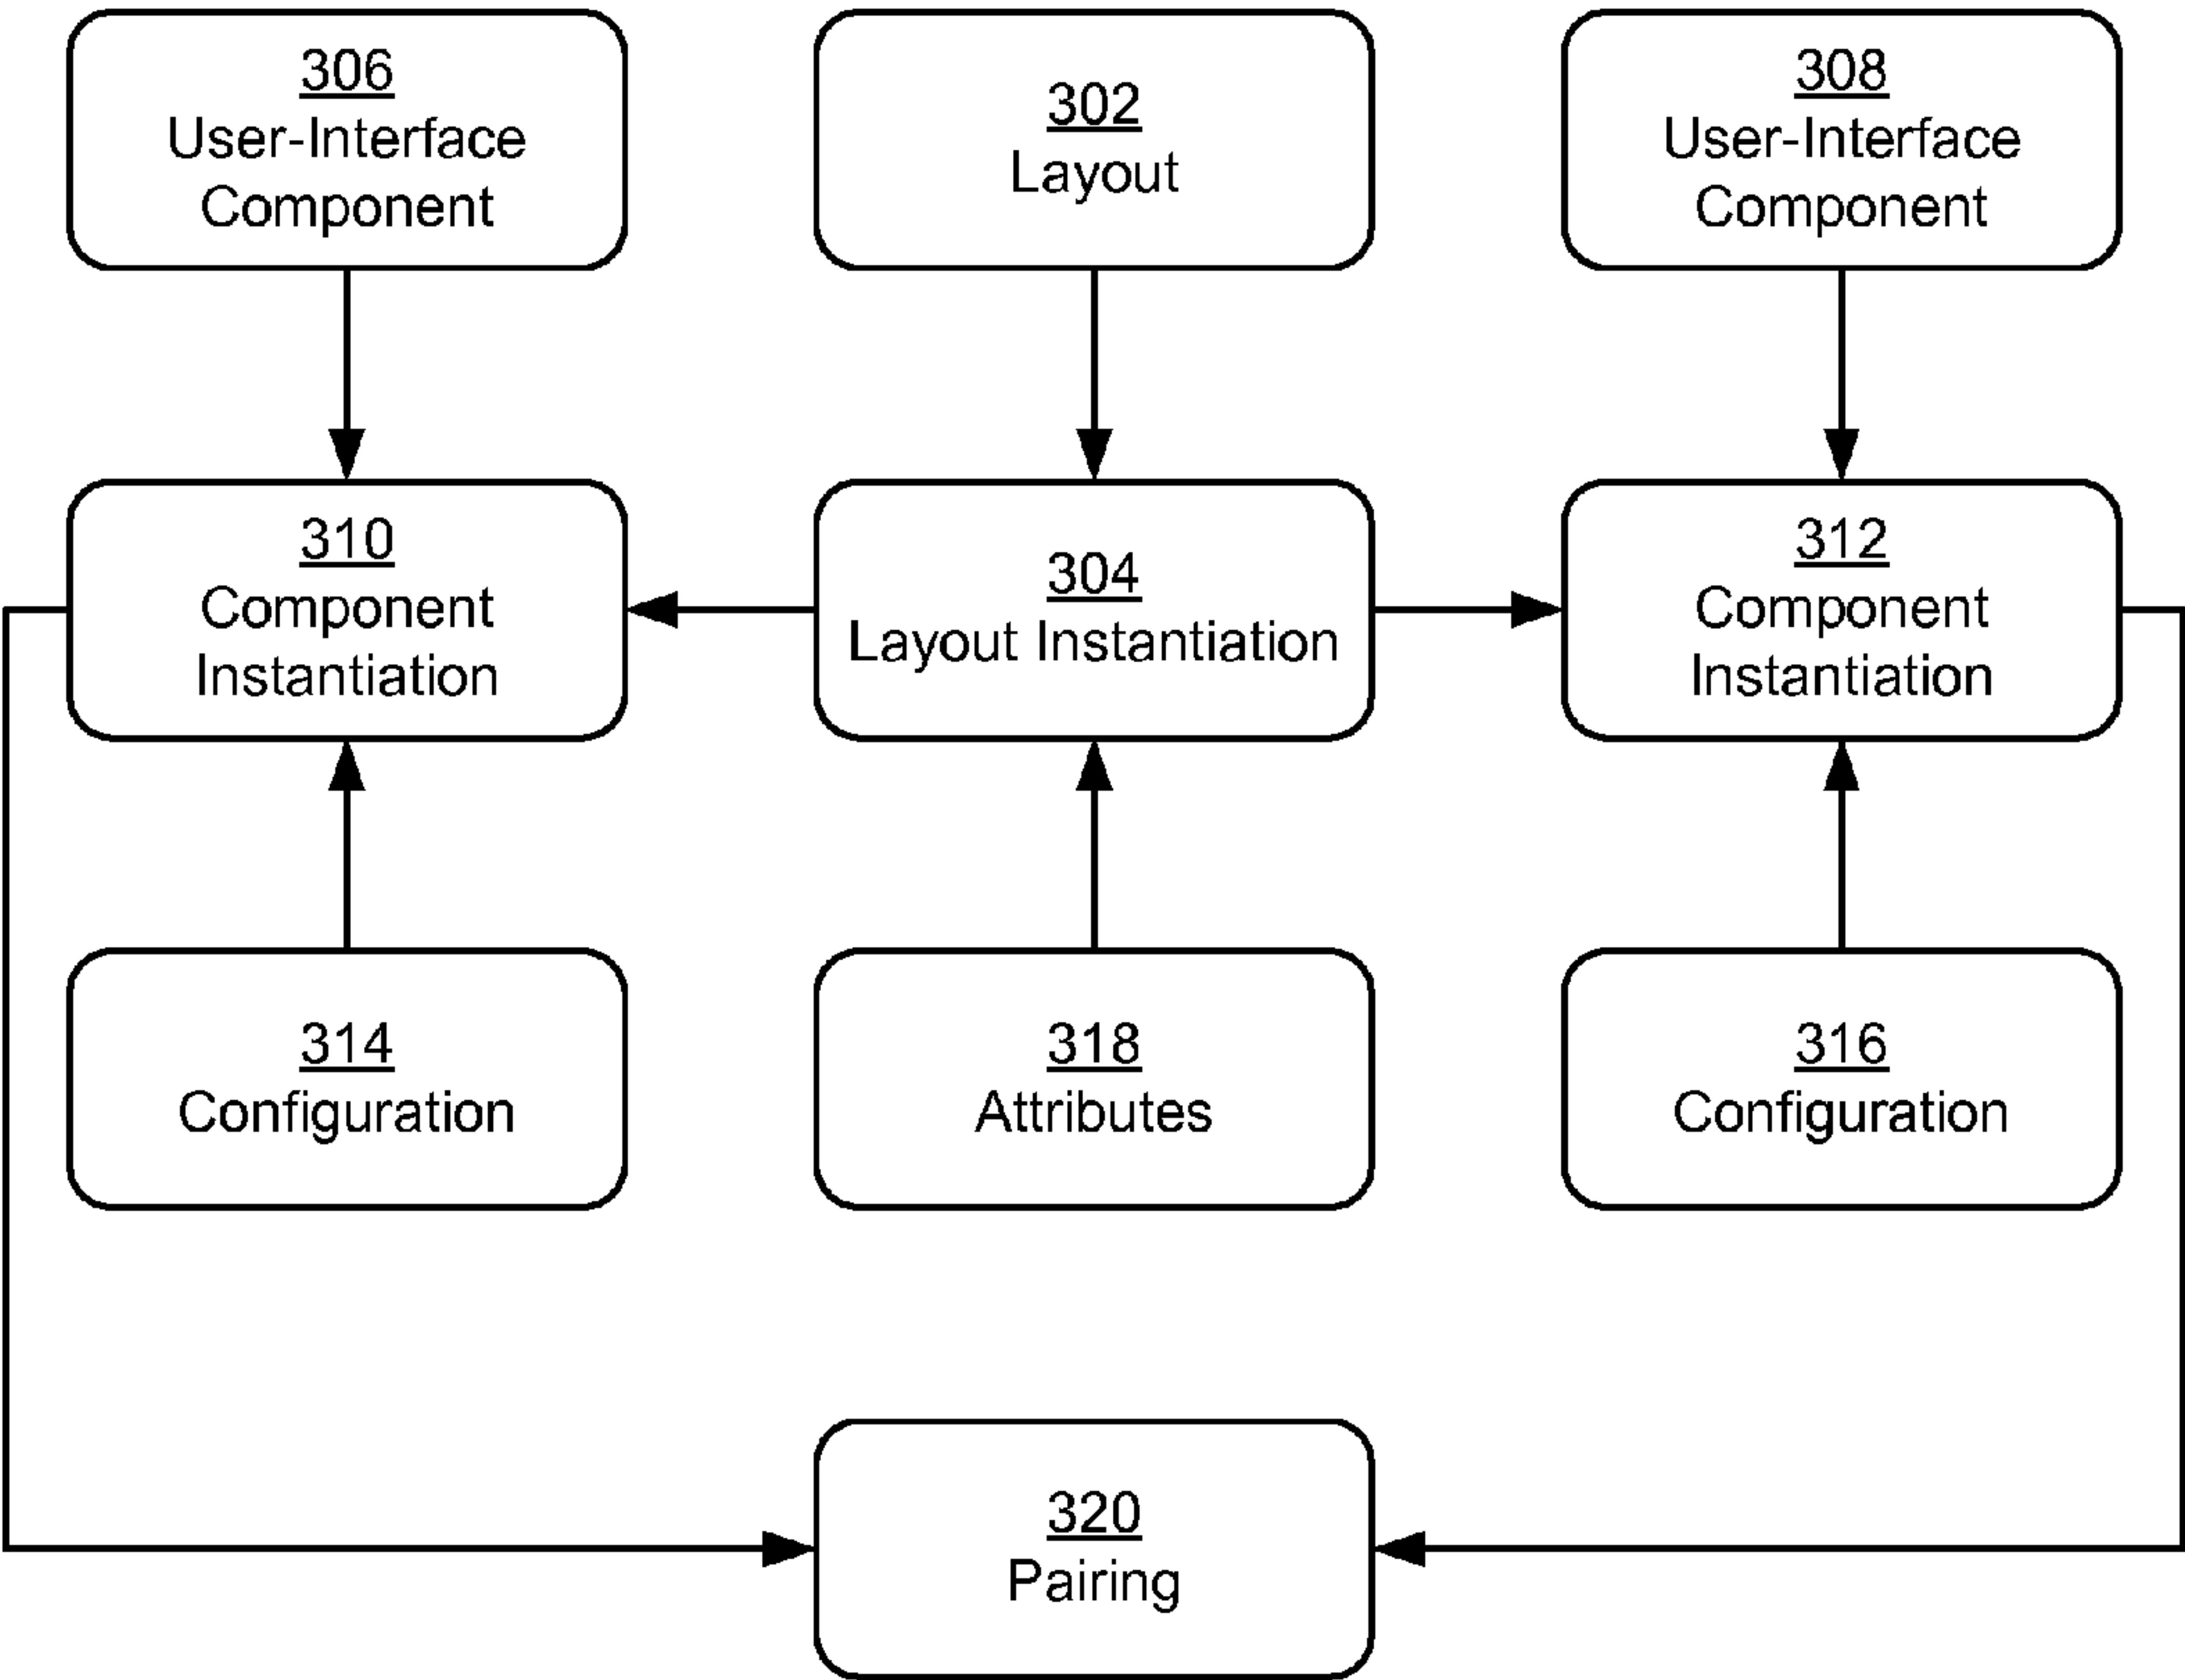 306
User-Interface
Component
302
Layout
308
User-Interface
Component
310
Component
Instantiation
304
Layout Instantiation
312
Component
Instantiation
314
Configuration
318
Attributes
316
Configuration
320
Pairing